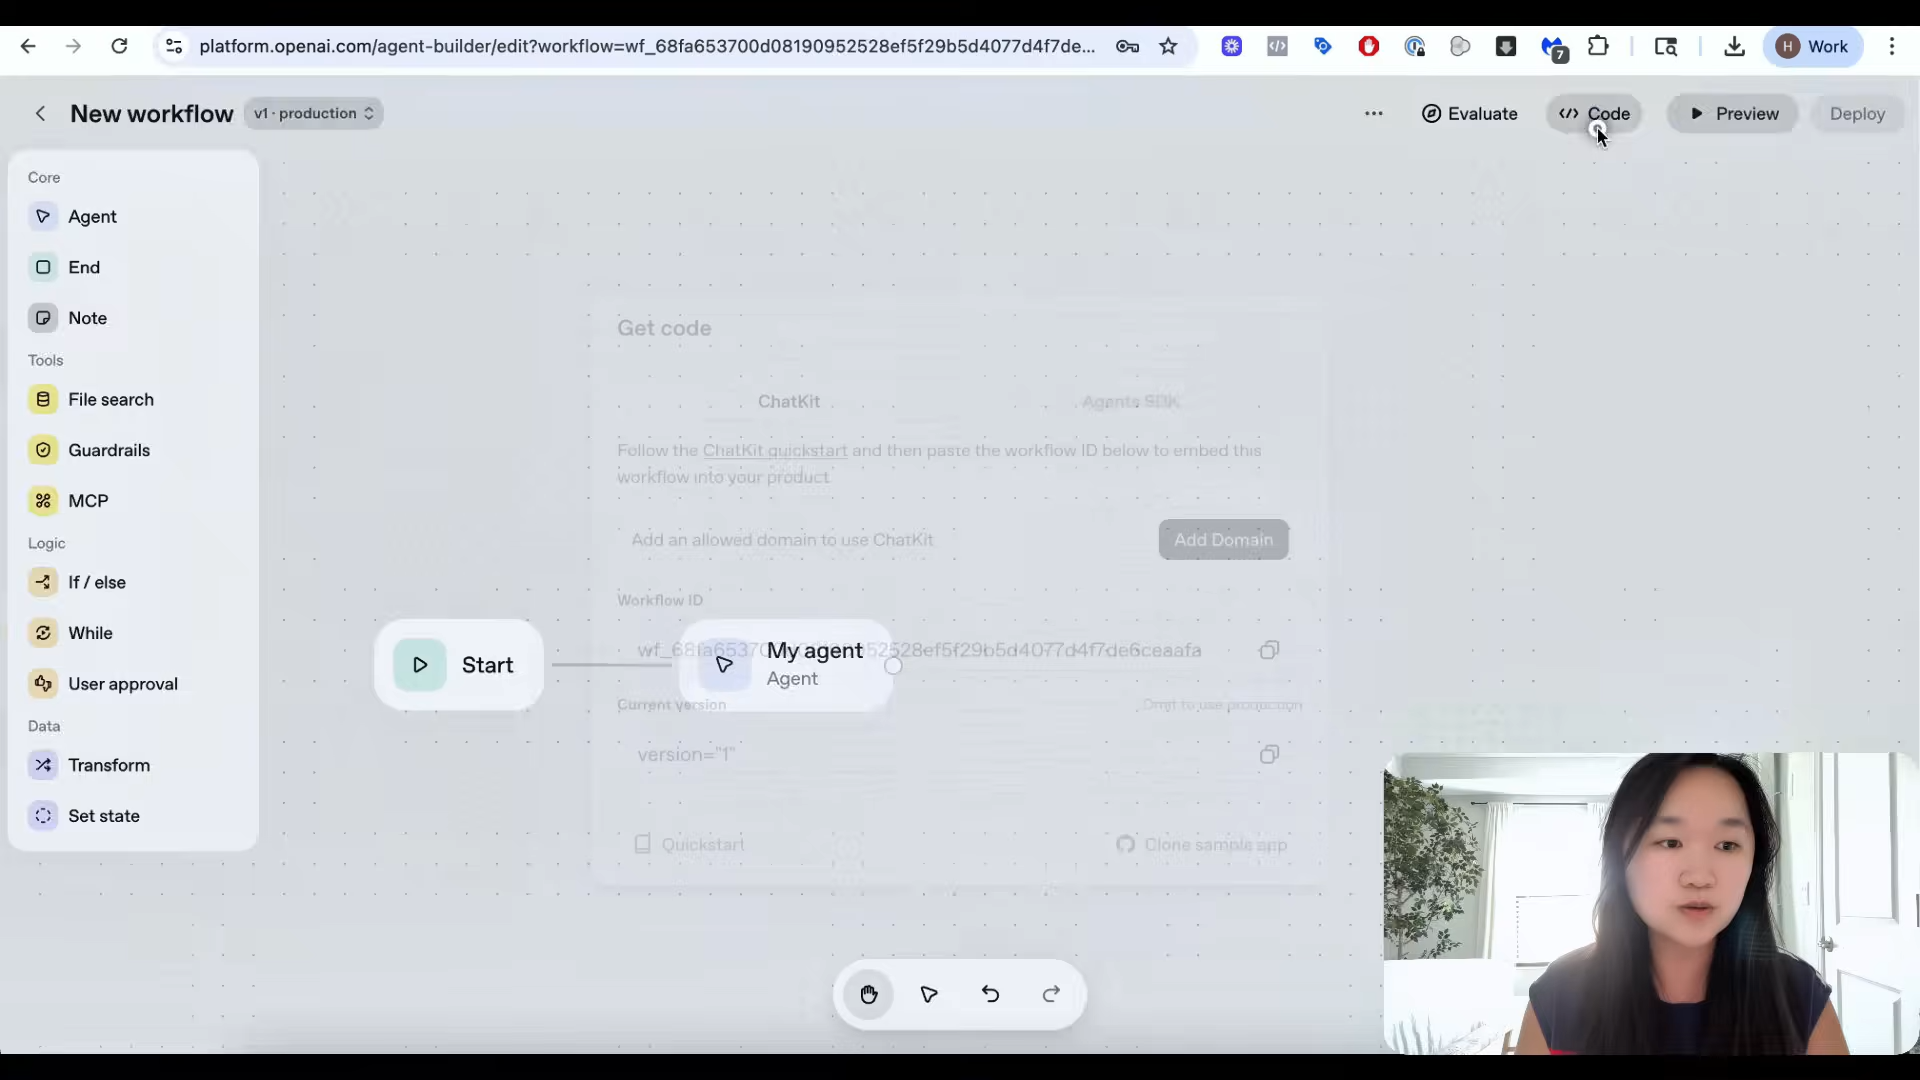 platform.openai.com/agent-builder/edit?workflow=wf_68fa653700d08190952528ef5f29b5d4077d4f7de...
7
H Work
New workflow
v1 · production
Evaluate
Code
Preview
Deploy
Core
Agent
End
Note
Tools
File search
Guardrails
MCP
Logic
If / else
While
User approval
Data
Transform
Set state
Start
My agent
Agent
Get code
ChatKit
Agents SDK
Follow the ChatKit quickstart and then paste the workflow ID below to embed this
workflow into your product
Add an allowed domain to use ChatKit
Add Domain
Workflow ID
Current version
Omit to use production
version="1"
Quickstart
Clone sample app